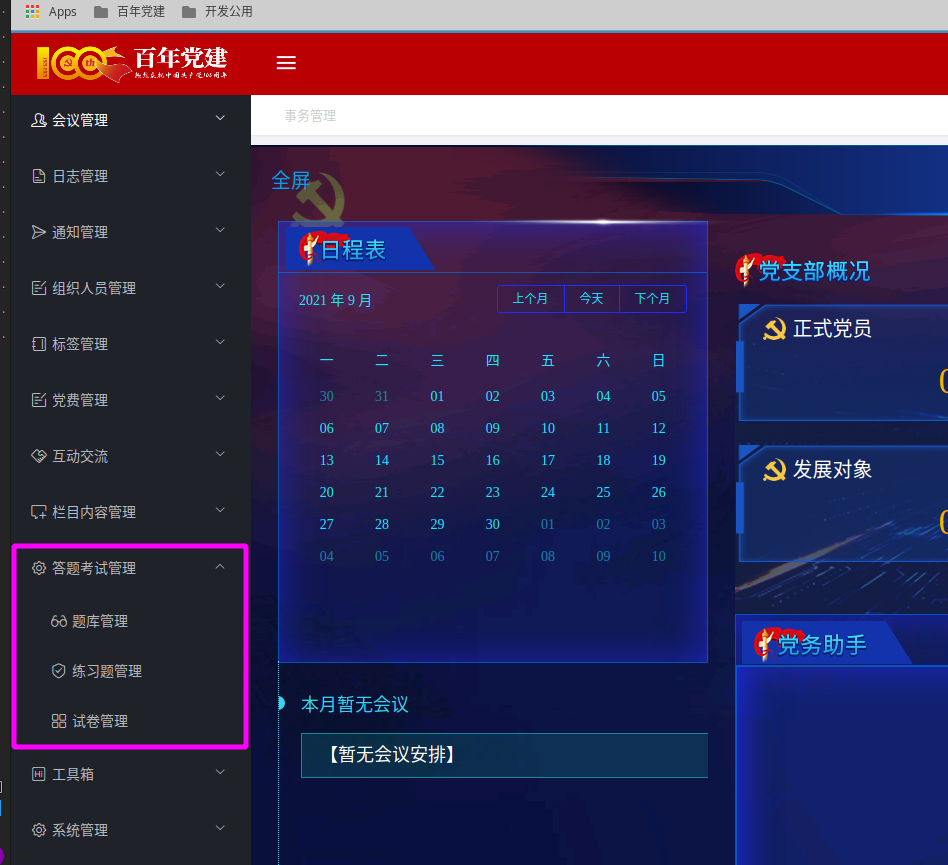 Apps 百年党建 开发公用
100th 百年党建
热烈庆祝中国共产党100周年
会议管理
日志管理
通知管理
组织人员管理
标签管理
党费管理
互动交流
栏目内容管理
答题考试管理
题库管理
练习题管理
试卷管理
工具箱
系统管理
事务管理
全屏
日程表
2021 年 9 月 上个月 今天 下个月
一 二 三 四 五 六 日
30 31 01 02 03 04 05
06 07 08 09 10 11 12
13 14 15 16 17 18 19
20 21 22 23 24 25 26
27 28 29 30 01 02 03
04 05 06 07 08 09 10
本月暂无会议
【暂无会议安排】
党支部概况
正式党员
0
发展对象
0
党务助手